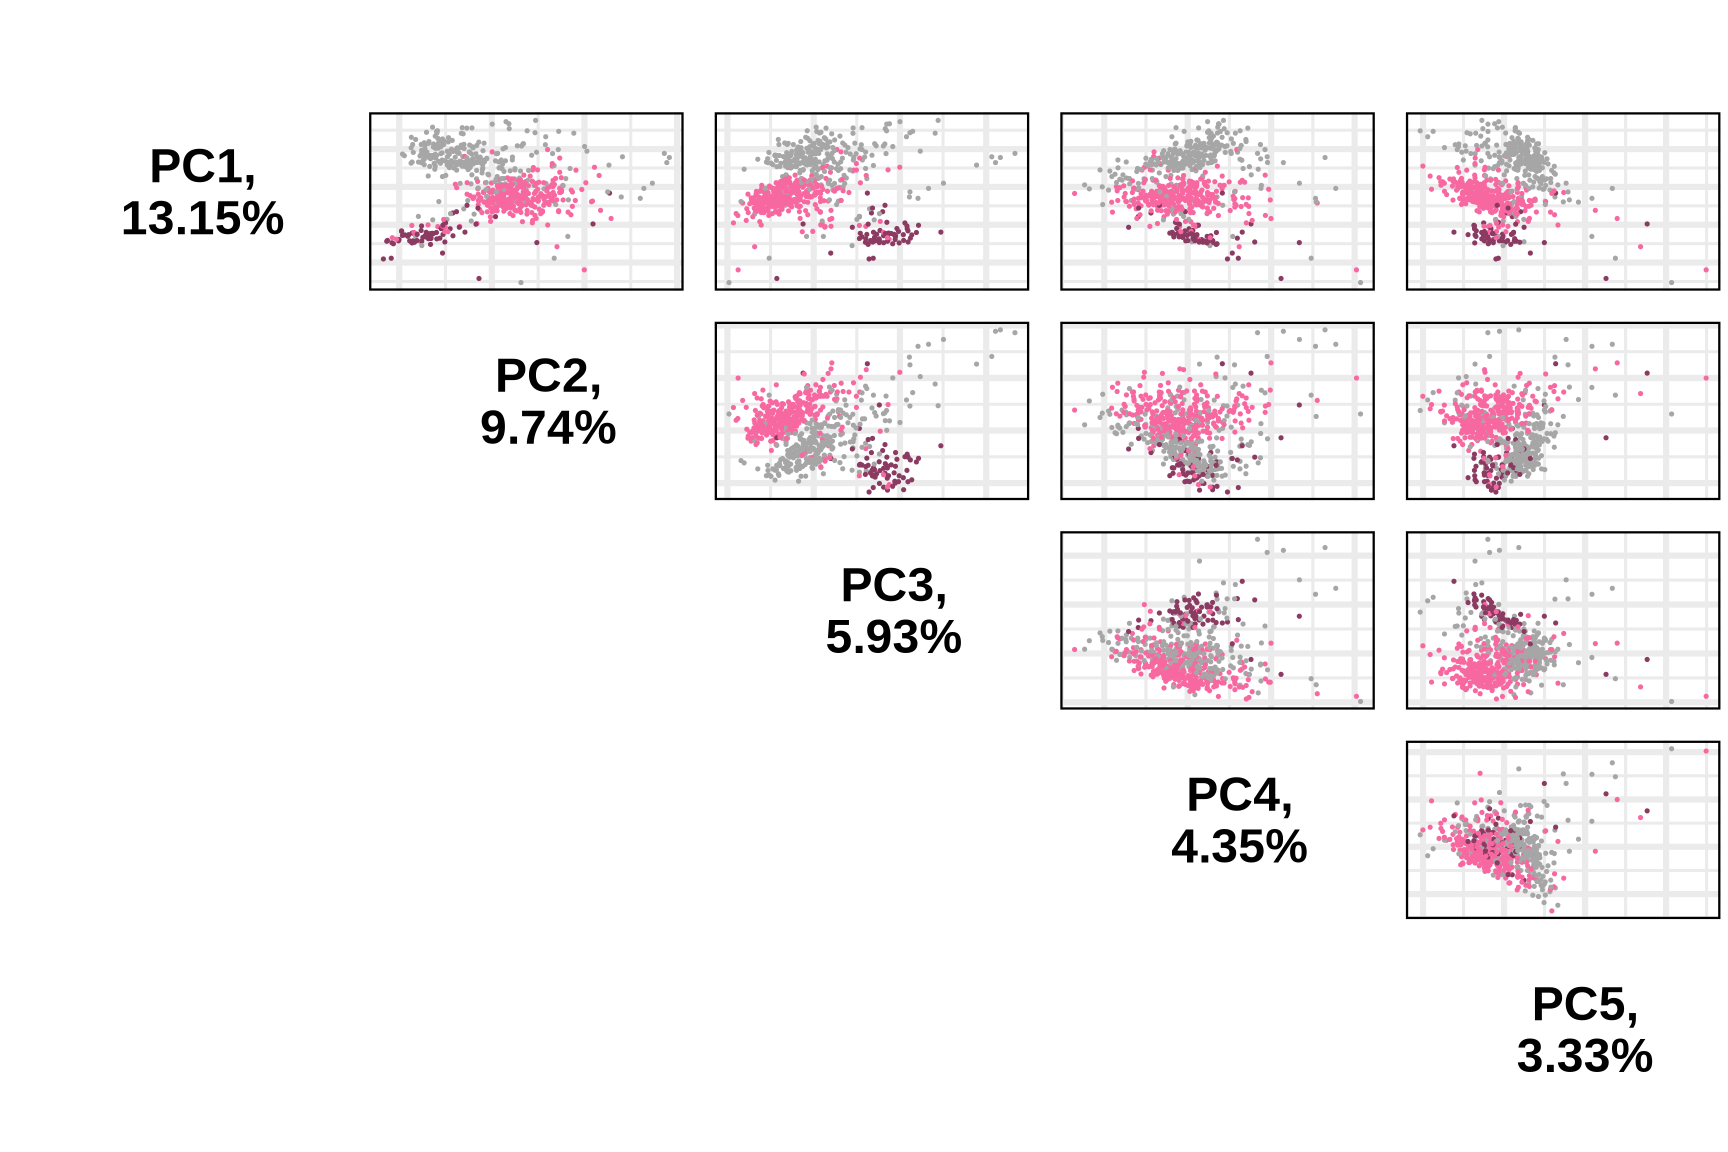 PC1,
13.15%
PC2,
9.74%
PC3,
5.93%
PC4,
4.35%
PC5,
3.33%